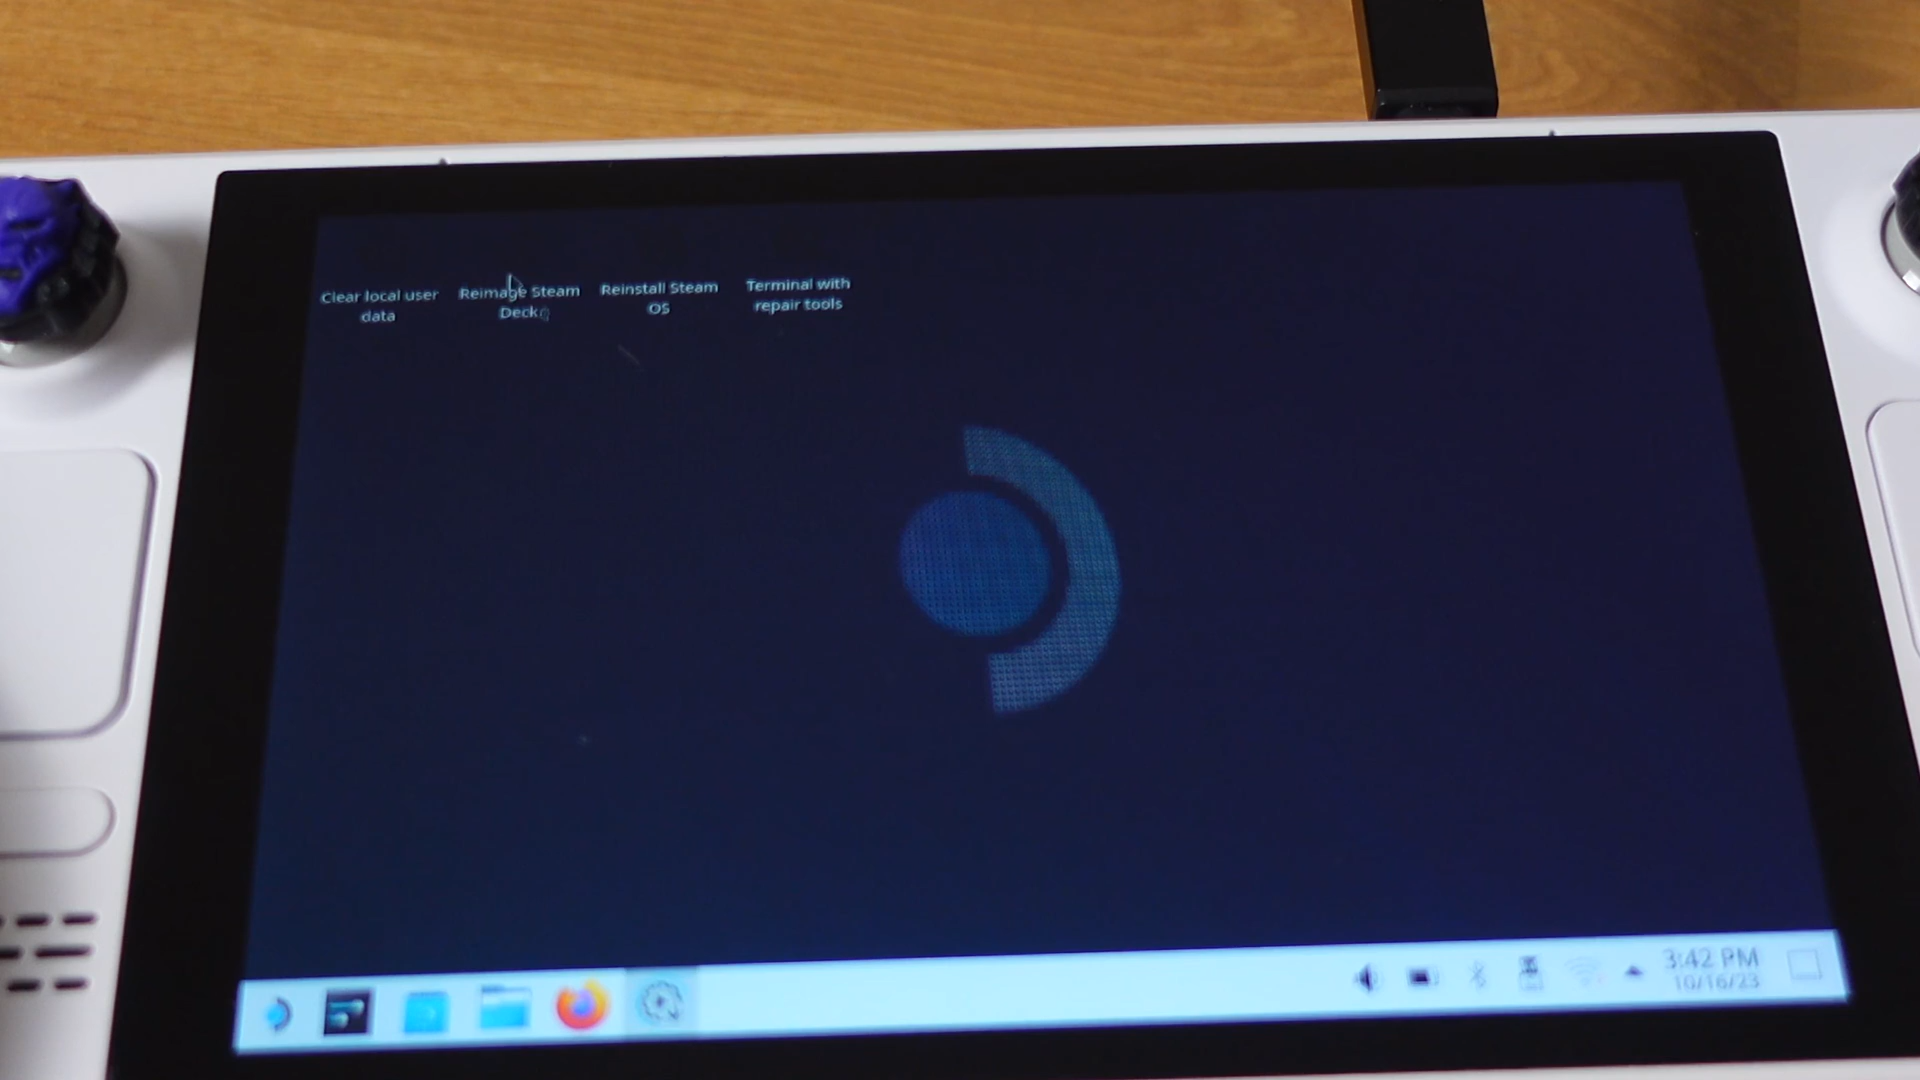 Clear local user
data
Reimage Steam
Deck
Reinstall Steam
OS
Terminal with
repair tools
3:42 PM
10/16/23